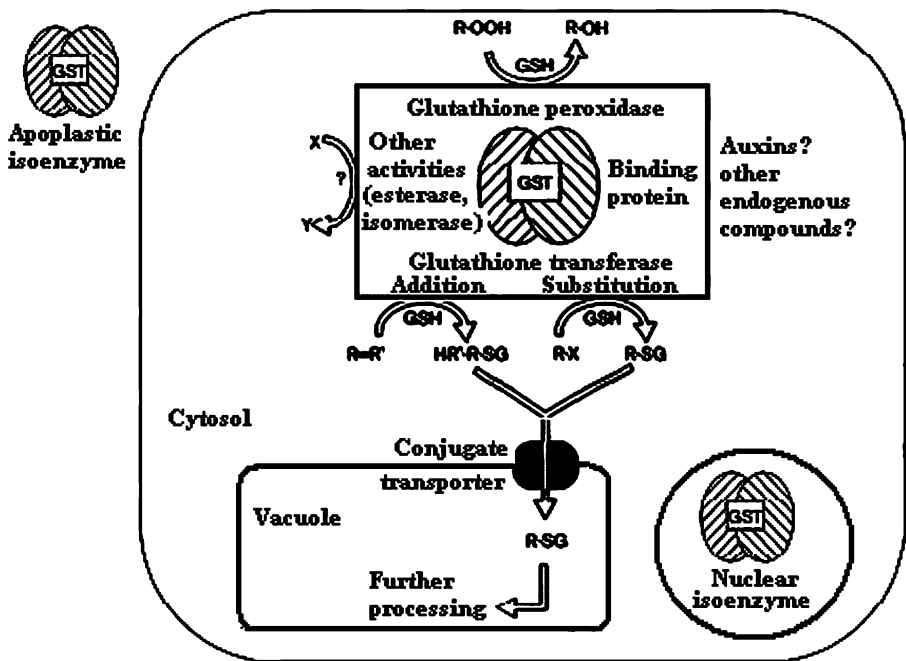 R-OOH R-OH
GSH
GST
Apoplastic
isoenzyme
Glutathione peroxidase
X
?
Y
Other
activities
(esterase,
isomerase)
GST
Binding
protein
Auxins?
other
endogenous
compounds?
Glutathione transferase
Addition Substitution
GSH GSH
R=R' HR'-R-SG R-X R-SG
Cytosol
Conjugate
transporter
Vacuole
R-SG
Further
processing
GST
Nuclear
isoenzyme